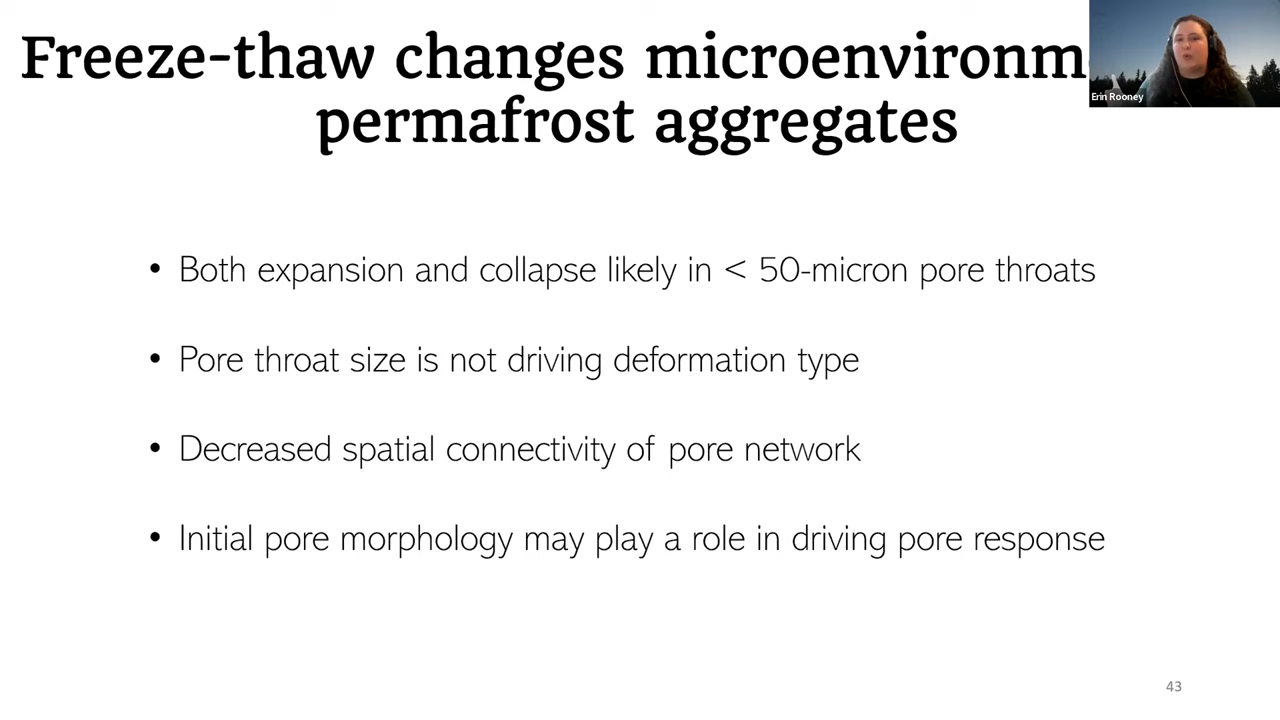 Freeze-thaw changes
permafrost aggregates
Erin Rooney
• Both expansion and collapse likely in < 50-micron pore throats
• Pore throat size is not driving deformation type
• Decreased spatial connectivity of pore network
• Initial pore morphology may play a role in driving pore response
43